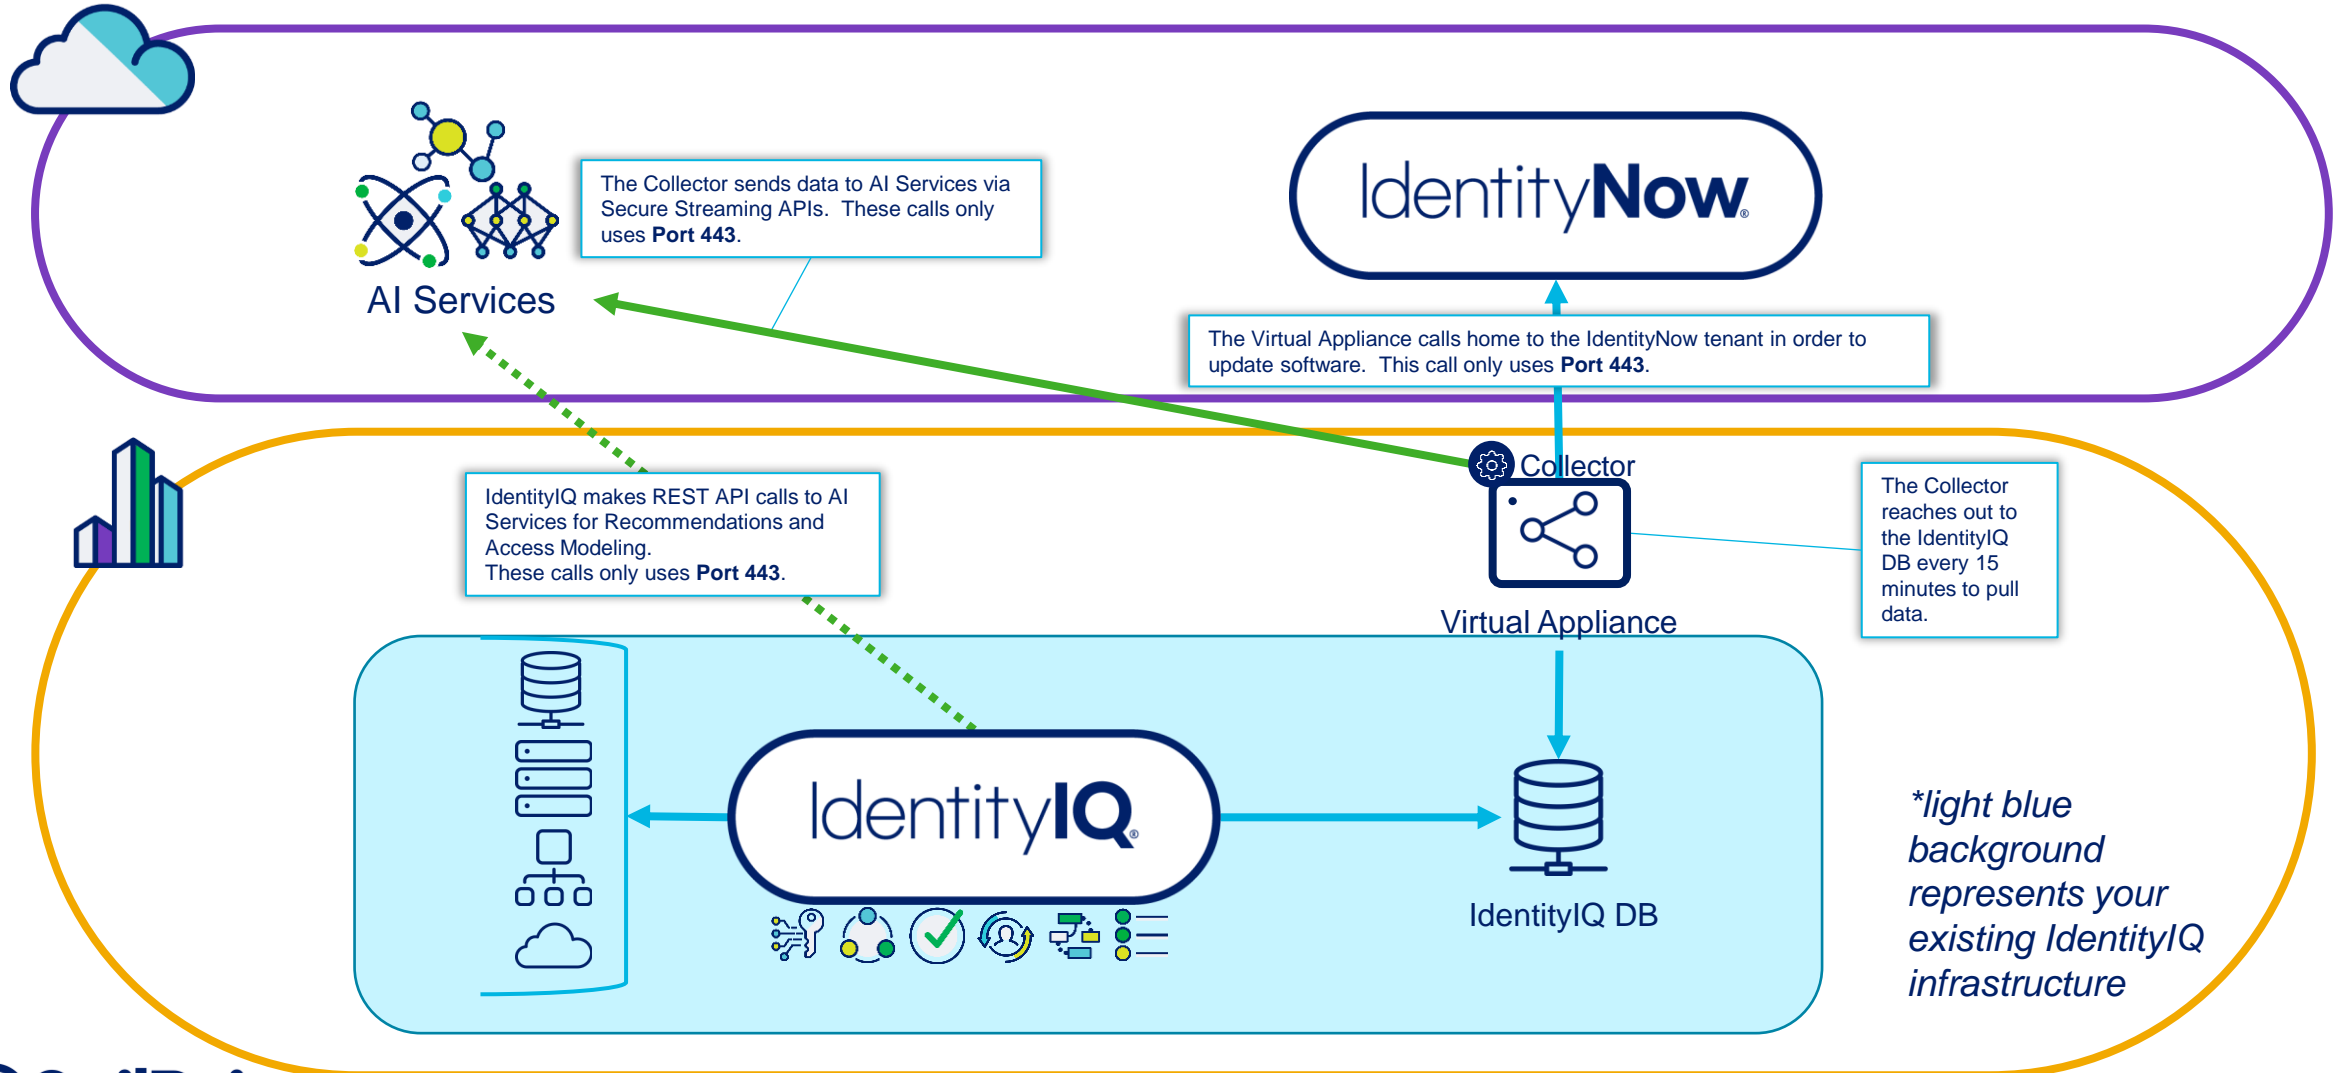 The Collector sends data to AI Services via
Secure Streaming APIs. These calls only
uses Port 443.
IdentityNow®
AI Services
The Virtual Appliance calls home to the IdentityNow tenant in order to
update software. This call only uses Port 443.
Collector
IdentityIQ makes REST API calls to AI
Services for Recommendations and
Access Modeling.
These calls only uses Port 443.
The Collector
reaches out to
the IdentityIQ
DB every 15
minutes to pull
data.
Virtual Appliance
IdentityIQ®
IdentityIQ DB
*light blue
background
represents your
existing IdentityIQ
infrastructure